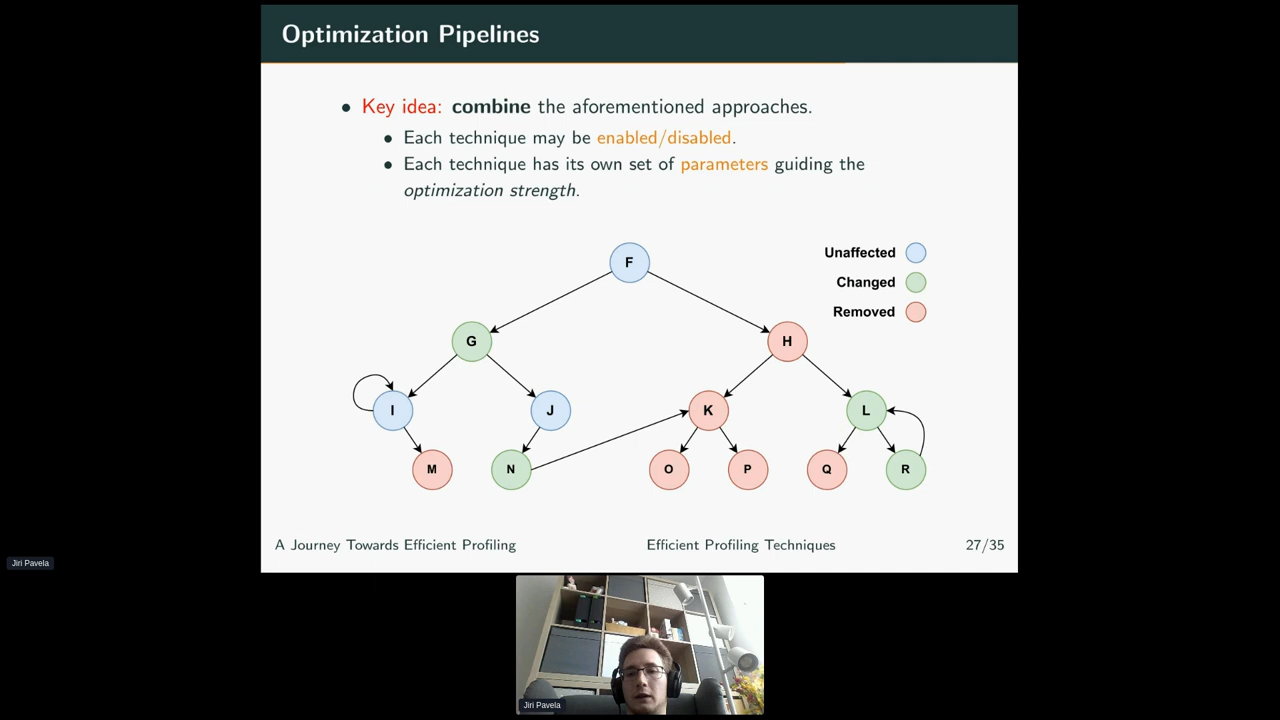 Optimization Pipelines
Key idea: combine the aforementioned approaches.
Each technique may be enabled/disabled.
Each technique has its own set of parameters guiding the
optimization strength.
Unaffected
Changed
Removed
F
G
H
I
J
K
L
M
N
O
P
Q
R
A Journey Towards Efficient Profiling
Efficient Profiling Techniques
27/35
Jiri Pavela
Jiri Pavela